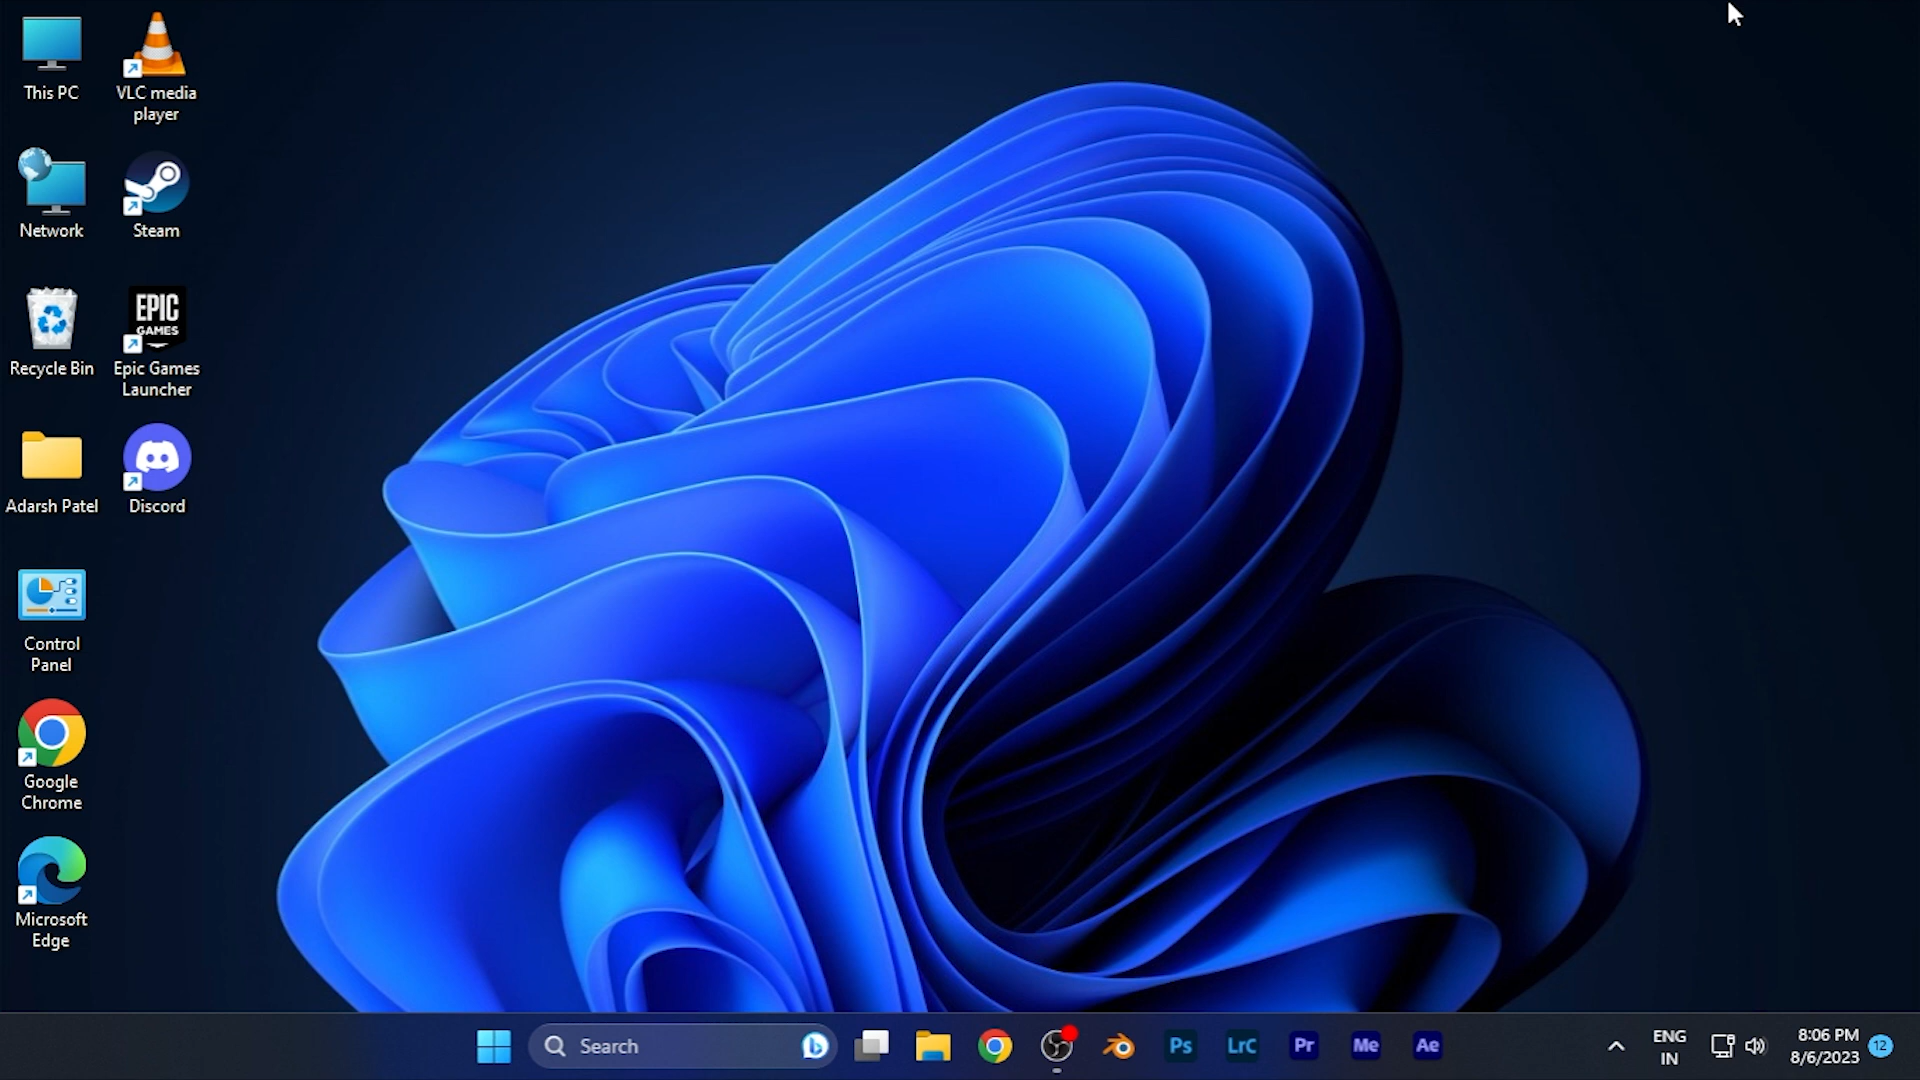 This PC
VLC media
player
Network
Steam
Recycle Bin
EPIC
GAMES
Epic Games
Launcher
Adarsh Patel
Discord
Control
Panel
Google
Chrome
Microsoft
Edge
Search
Ps
LrC
Pr
Me
Ae
ENG
IN
8:06 PM
8/6/2023
12